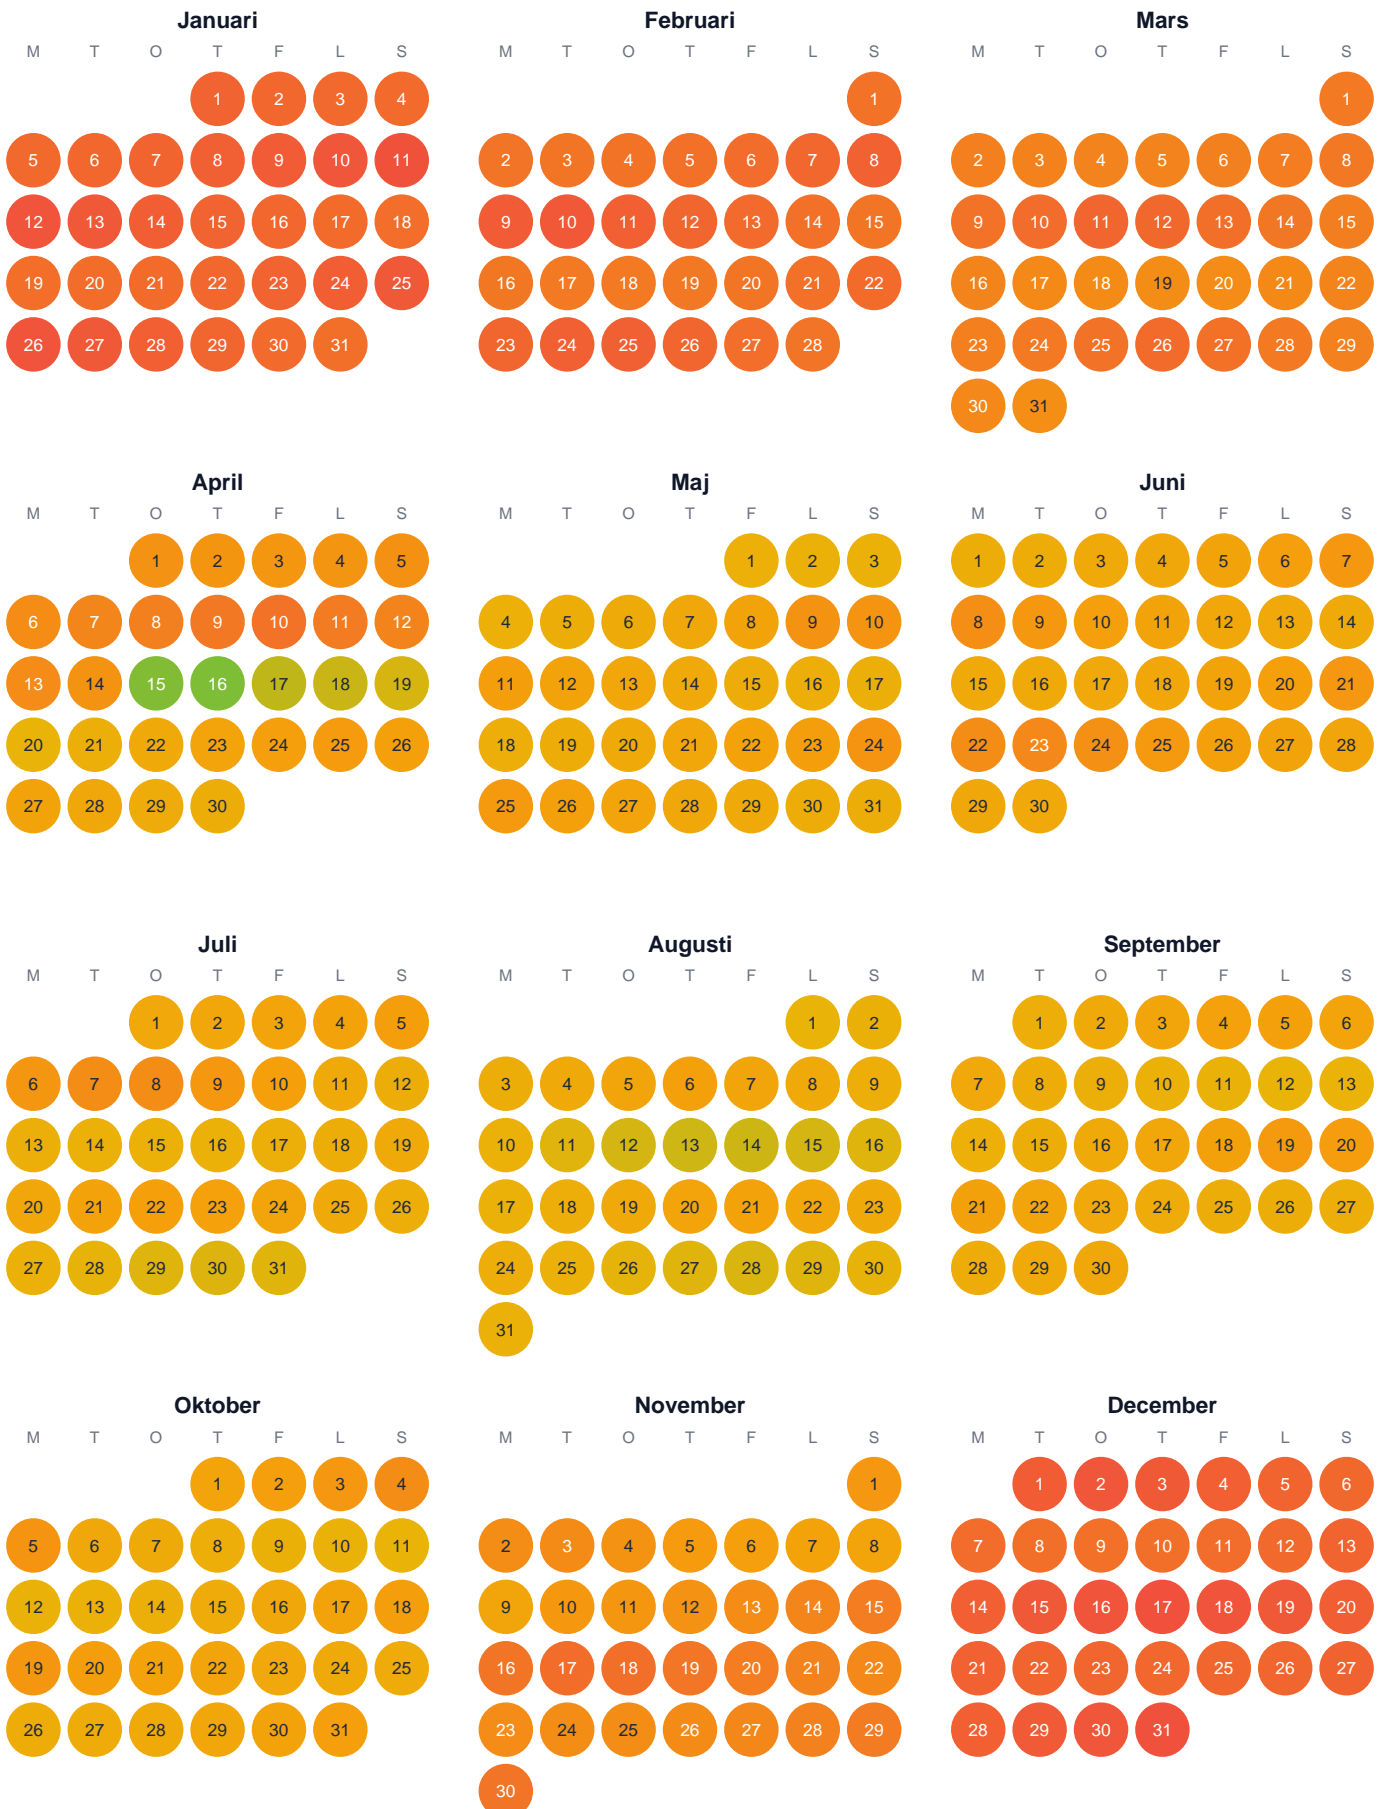 Januari Februari Mars
M T O T F L S M T O T F L S M T O T F L S
1 2 3 4 1 1
5 6 7 8 9 10 11 2 3 4 5 6 7 8 2 3 4 5 6 7 8
12 13 14 15 16 17 18 9 10 11 12 13 14 15 9 10 11 12 13 14 15
19 20 21 22 23 24 25 16 17 18 19 20 21 22 16 17 18 19 20 21 22
26 27 28 29 30 31 23 24 25 26 27 28 23 24 25 26 27 28 29
30 31
April Maj Juni
M T O T F L S M T O T F L S M T O T F L S
1 2 3 4 5 1 2 3 1 2 3 4 5 6 7
6 7 8 9 10 11 12 4 5 6 7 8 9 10 8 9 10 11 12 13 14
13 14 15 16 17 18 19 11 12 13 14 15 16 17 15 16 17 18 19 20 21
20 21 22 23 24 25 26 18 19 20 21 22 23 24 22 23 24 25 26 27 28
27 28 29 30 25 26 27 28 29 30 31 29 30
Juli Augusti September
M T O T F L S M T O T F L S M T O T F L S
1 2 3 4 5 1 2 1 2 3 4 5 6
6 7 8 9 10 11 12 3 4 5 6 7 8 9 7 8 9 10 11 12 13
13 14 15 16 17 18 19 10 11 12 13 14 15 16 14 15 16 17 18 19 20
20 21 22 23 24 25 26 17 18 19 20 21 22 23 21 22 23 24 25 26 27
27 28 29 30 31 24 25 26 27 28 29 30 28 29 30
31
Oktober November December
M T O T F L S M T O T F L S M T O T F L S
1 2 3 4 1 1 2 3 4 5 6
5 6 7 8 9 10 11 2 3 4 5 6 7 8 7 8 9 10 11 12 13
12 13 14 15 16 17 18 9 10 11 12 13 14 15 14 15 16 17 18 19 20
19 20 21 22 23 24 25 16 17 18 19 20 21 22 21 22 23 24 25 26 27
26 27 28 29 30 31 23 24 25 26 27 28 29 28 29 30 31
30